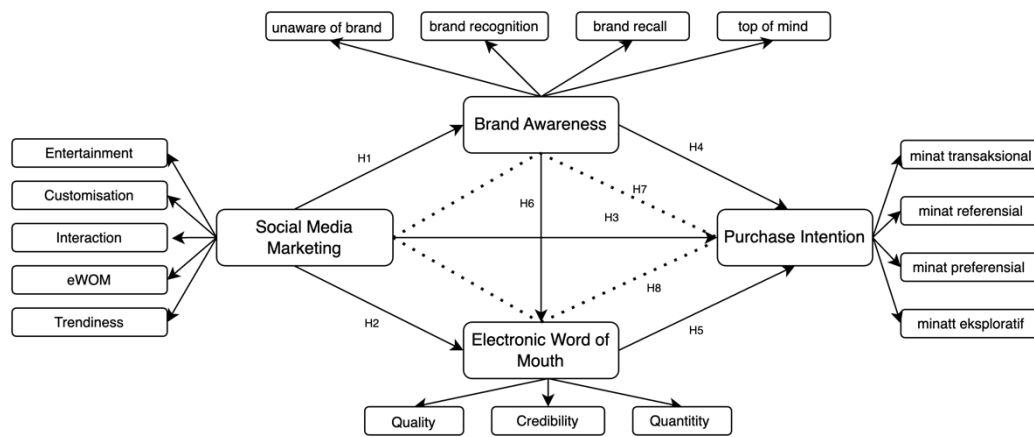 unaware of brand
brand recognition
brand recall
top of mind
Brand Awareness
Entertainment
Customisation
Interaction
eWOM
Trendiness
Social Media
Marketing
H1
H4
H7
H6
H3
H8
H2
H5
Purchase Intention
minat transaksional
minat referensial
minat preferensial
minatt eksploratif
Electronic Word of
Mouth
Quality
Credibility
Quantitity